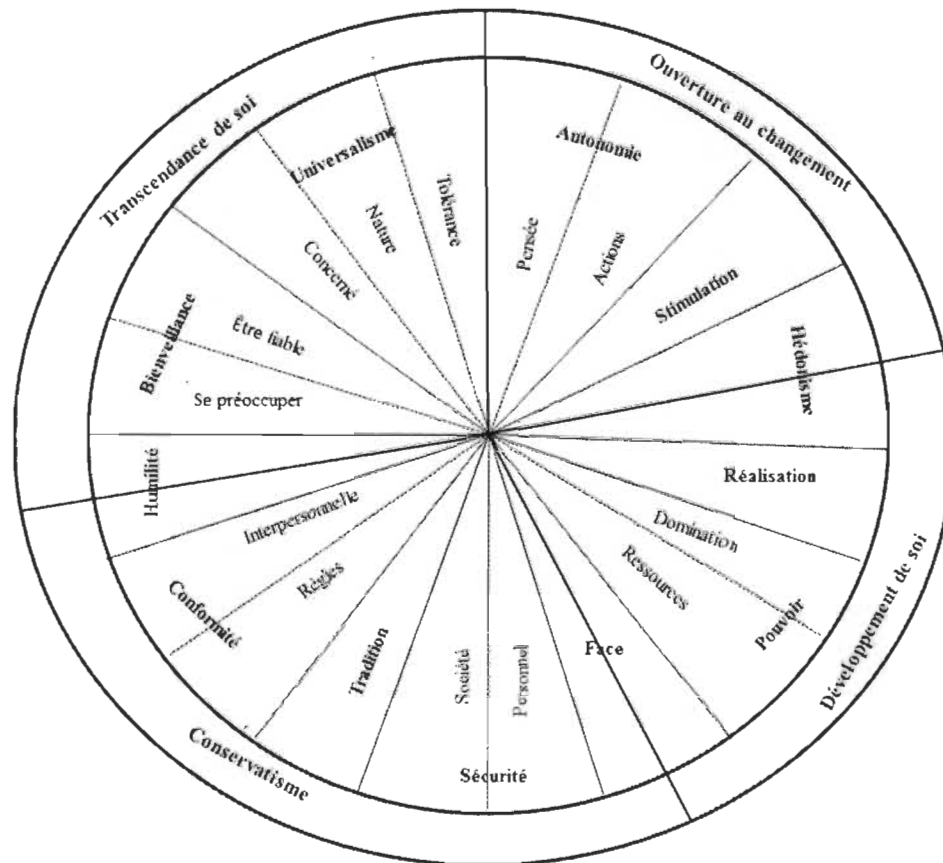 Ouverture au changement
Transcendance de soi
Universalisme
Autonomie
Tolérance
Nature
Pensée
Actions
Concerné
Stimulation
Bienveillance
Être fiable
Hédonisme
Se préoccuper
Humilité
Réalisation
Interpersonnelle
Domination
Règles
Ressources
Conformité
Pouvoir
Développement de soi
Tradition
Société
Personnel
Face
Conservatisme
Sécurité